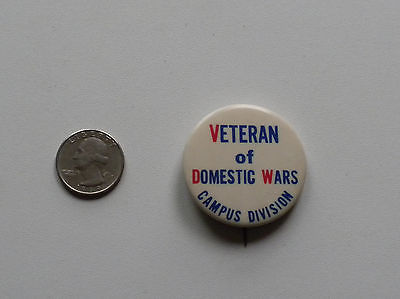 LIBERTY
VETERAN
of
DOMESTIC WARS
CAMPUS DIVISION